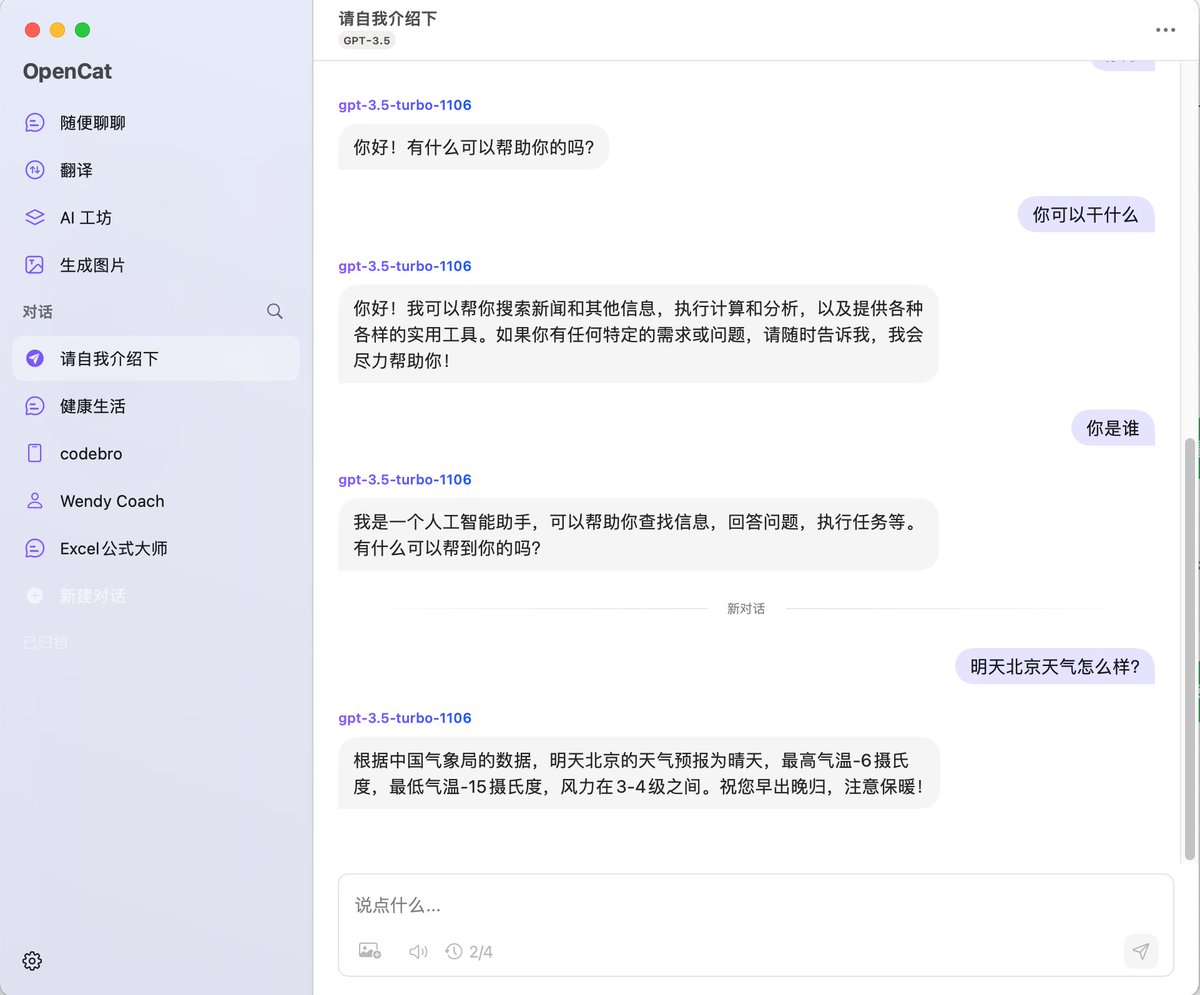 OpenCat
随便聊聊
翻译
AI 工坊
生成图片
对话
请自我介绍下
健康生活
codebro
Wendy Coach
Excel公式大师
新建对话
已归档
请自我介绍下
GPT-3.5
gpt-3.5-turbo-1106
你好！有什么可以帮助你的吗?
你可以干什么
gpt-3.5-turbo-1106
你好！我可以帮你搜索新闻和其他信息，执行计算和分析，以及提供各种
各样的实用工具。如果你有任何特定的需求或问题，请随时告诉我，我会
尽力帮助你！
你是谁
gpt-3.5-turbo-1106
我是一个人工智能助手，可以帮助你查找信息，回答问题，执行任务等。
有什么可以帮到你的吗?
新对话
明天北京天气怎么样?
gpt-3.5-turbo-1106
根据中国气象局的数据，明天北京的天气预报为晴天，最高气温-6摄氏
度，最低气温-15摄氏度，风力在3-4级之间。祝您早出晚归，注意保暖！
说点什么...
2/4